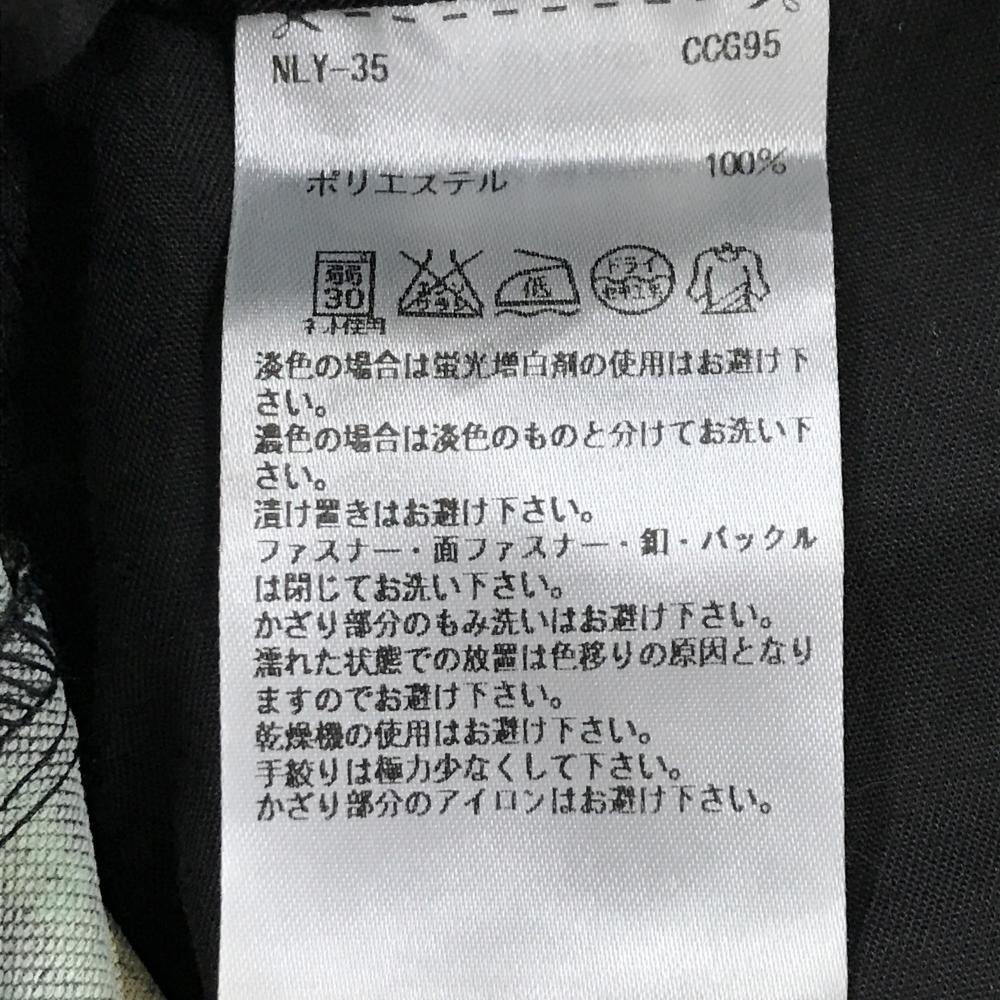 NLY-35 CCG95
ポリエステル 100%
弱
30
ネット使用
エンソ
サラシ
低
ドライ
セキユ系
淡色の場合は蛍光増白剤の使用はお避け下
さい。
濃色の場合は淡色のものと分けてお洗い下
さい。
漬け置きはお避け下さい。
ファスナー・面ファスナー・釦・バックル
は閉じてお洗い下さい。
かざり部分のもみ洗いはお避け下さい。
濡れた状態での放置は色移りの原因となり
ますのでお避け下さい。
乾燥機の使用はお避け下さい。
手絞りは極力少なくして下さい。
かざり部分のアイロンはお避け下さい。